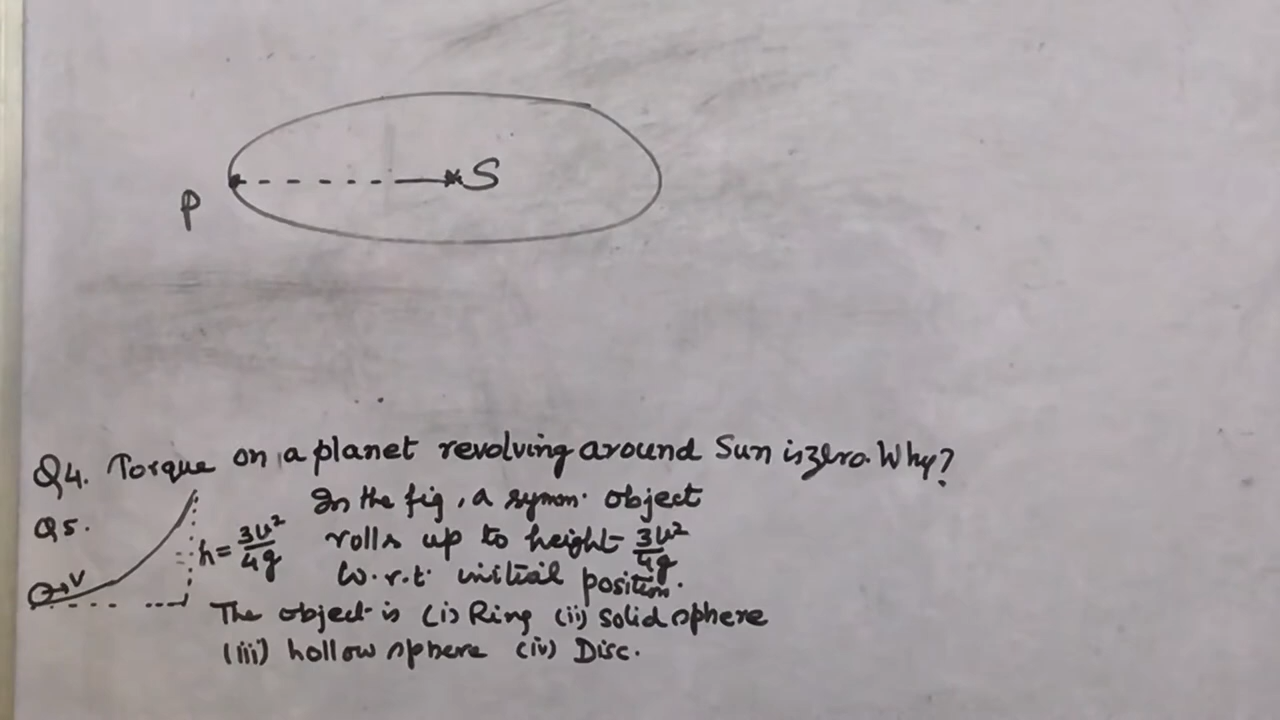 S
P
Q4. Torque on a planet revolving around Sun is zero. Why?
Q5. In the fig, a symm. object
h = 3v²/4g rolls up to height 3v²/4g
V w.r.t. initial position.
The object is (i) Ring (ii) solid sphere
(iii) hollow sphere (iv) Disc.